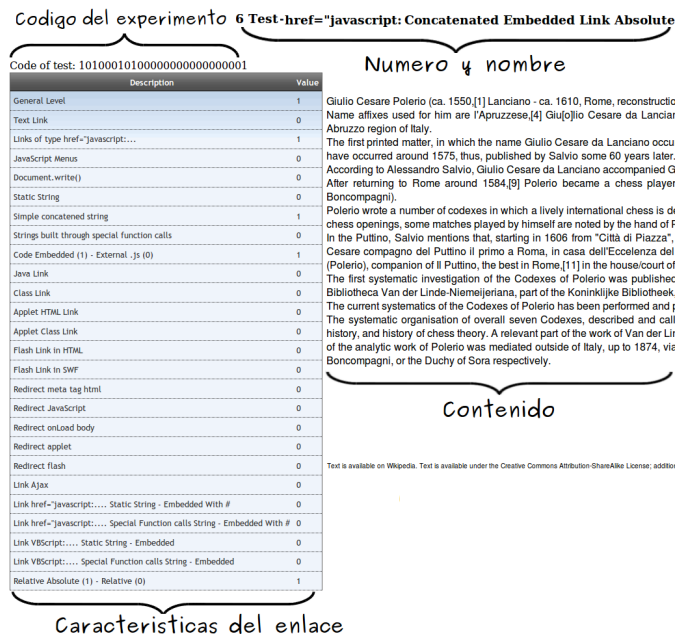 Codigo del experimento
6 Test-href="javascript: Concatenated Embedded Link Absolute
Code of test: 10100010100000000000000001
Numero y nombre
Description Value
General Level 1
Text Link 0
Links of type href="javascript:... 1
JavaScript Menus 0
Document.write() 0
Static String 0
Simple concatened string 1
Strings built through special function calls 0
Code Embedded (1) - External .js (0) 1
Java Link 0
Class Link 0
Applet HTML Link 0
Applet Class Link 0
Flash Link in HTML 0
Flash Link in SWF 0
Redirect meta tag html 0
Redirect JavaScript 0
Redirect onLoad body 0
Redirect applet 0
Redirect flash 0
Link Ajax 0
Link href="javascript:.... Static String - Embedded With # 0
Link href="javascript:.... Special Function calls String - Embedded With # 0
Link VBScript:.... Static String - Embedded 0
Link VBScript:.... Special Function calls String - Embedded 0
Relative Absolute (1) - Relative (0) 1
Caracteristicas del enlace
Giulio Cesare Polerio (ca. 1550,[1] Lanciano - ca. 1610, Rome, reconstructio
Name affixes used for him are l'Apruzzese,[4] Giu[o]lio Cesare da Lancian
Abruzzo region of Italy.
The first printed matter, in which the name Giulio Cesare da Lanciano occu
have occurred around 1575, thus, published by Salvio some 60 years later.
According to Alessandro Salvio, Giulio Cesare da Lanciano accompanied G
After returning to Rome around 1584,[9] Polerio became a chess player
Boncompagni).
Polerio wrote a number of codexes in which a lively international chess is de
chess openings, some matches played by himself are noted by the hand of P
In the Puttino, Salvio mentions that, starting in 1606 from "Città di Piazza",
Cesare compagno del Puttino il primo a Roma, in casa dell'Eccelenza del
(Polerio), companion of Il Puttino, the best in Rome,[11] in the house/court of
The first systematic investigation of the Codexes of Polerio was published
Bibliotheca Van der Linde-Niemeijeriana, part of the Koninklijke Bibliotheek
The current systematics of the Codexes of Polerio has been performed and p
The systematic organisation of overall seven Codexes, described and call
history, and history of chess theory. A relevant part of the work of Van der Lin
of the analytic work of Polerio was mediated outside of Italy, up to 1874, via
Boncompagni, or the Duchy of Sora respectively.
Contenido
Text is available on Wikipedia. Text is available under the Creative Commons Attribution-ShareAlike License; addition